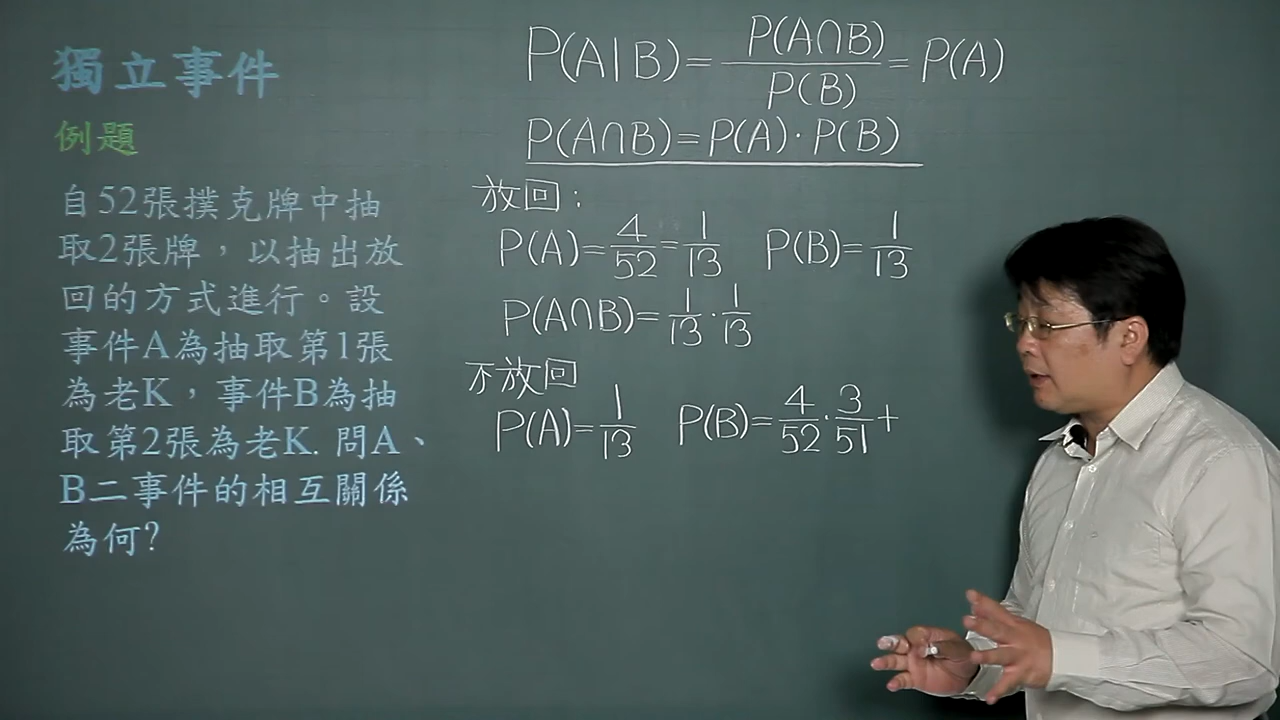 獨立事件
例題
自52張撲克牌中抽
取2張牌，以抽出放
回的方式進行。設
事件A為抽取第1張
為老K，事件B為抽
取第2張為老K. 問A、
B二事件的相互關係
為何?
P(A|B)=P(A∩B)/P(B)=P(A)
P(A∩B)=P(A)·P(B)
放回:
P(A)=4/52=1/13 P(B)=1/13
P(A∩B)=1/13·1/13
不放回
P(A)=1/13 P(B)=4/52·3/51+